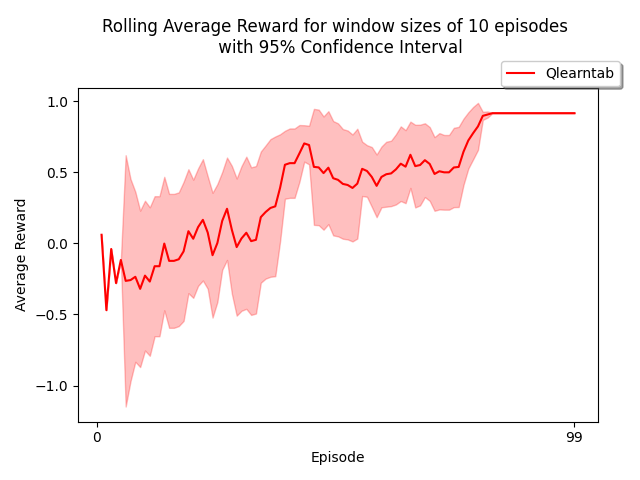 Rolling Average Reward for window sizes of 10 episodes
with 95% Confidence Interval
Qlearntab
1.0
0.5
0.0
−0.5
−1.0
Average Reward
0
99
Episode